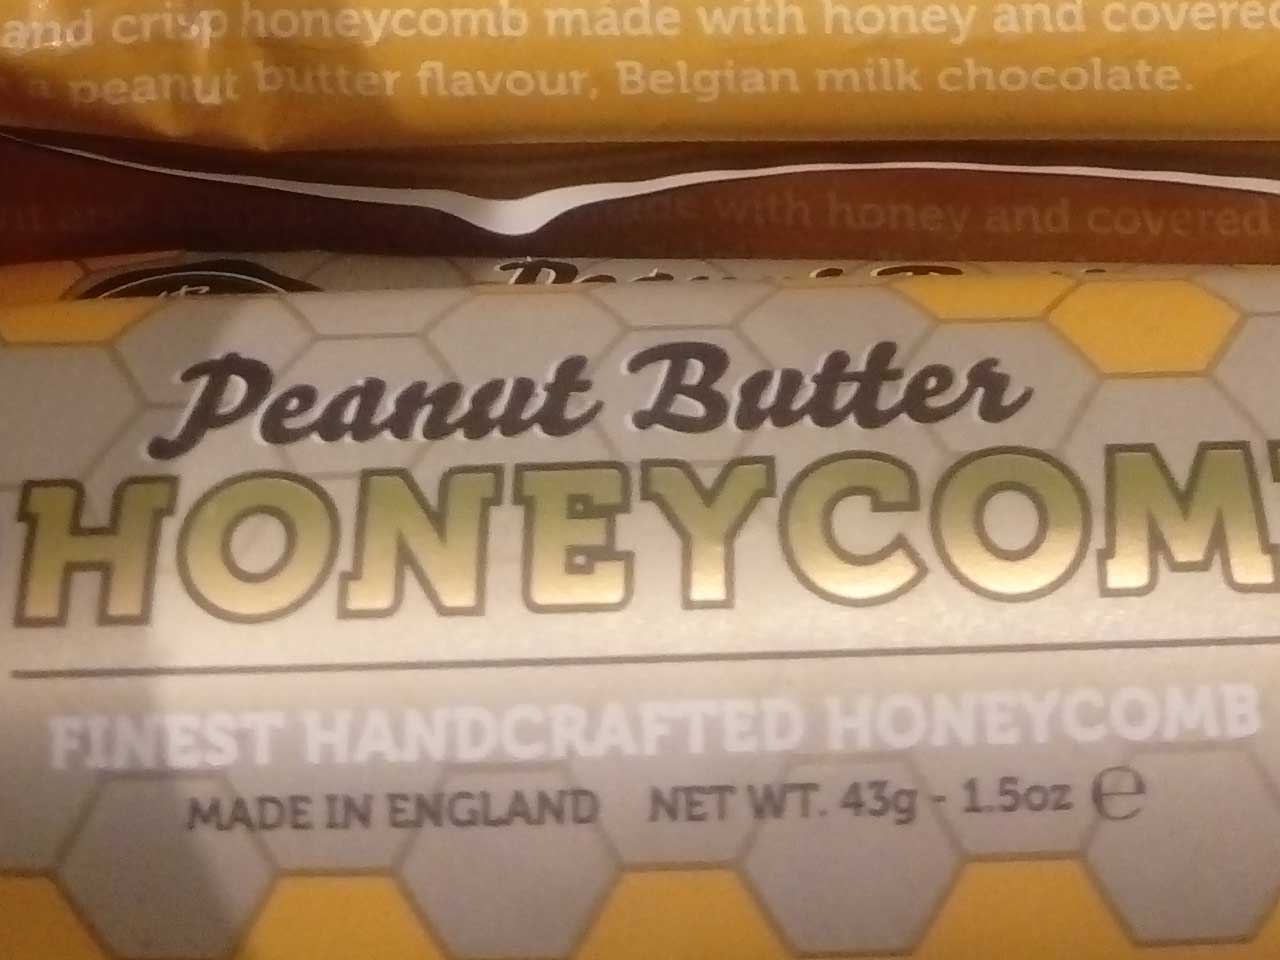 and crisp honeycomb made with honey and covered
peanut butter flavour, Belgian milk chocolate.
and with honey and covered
Peanut Butter
HONEYCOM
FINEST HANDCRAFTED HONEYCOMB
MADE IN ENGLAND NET WT. 43g - 1.5oz ℮